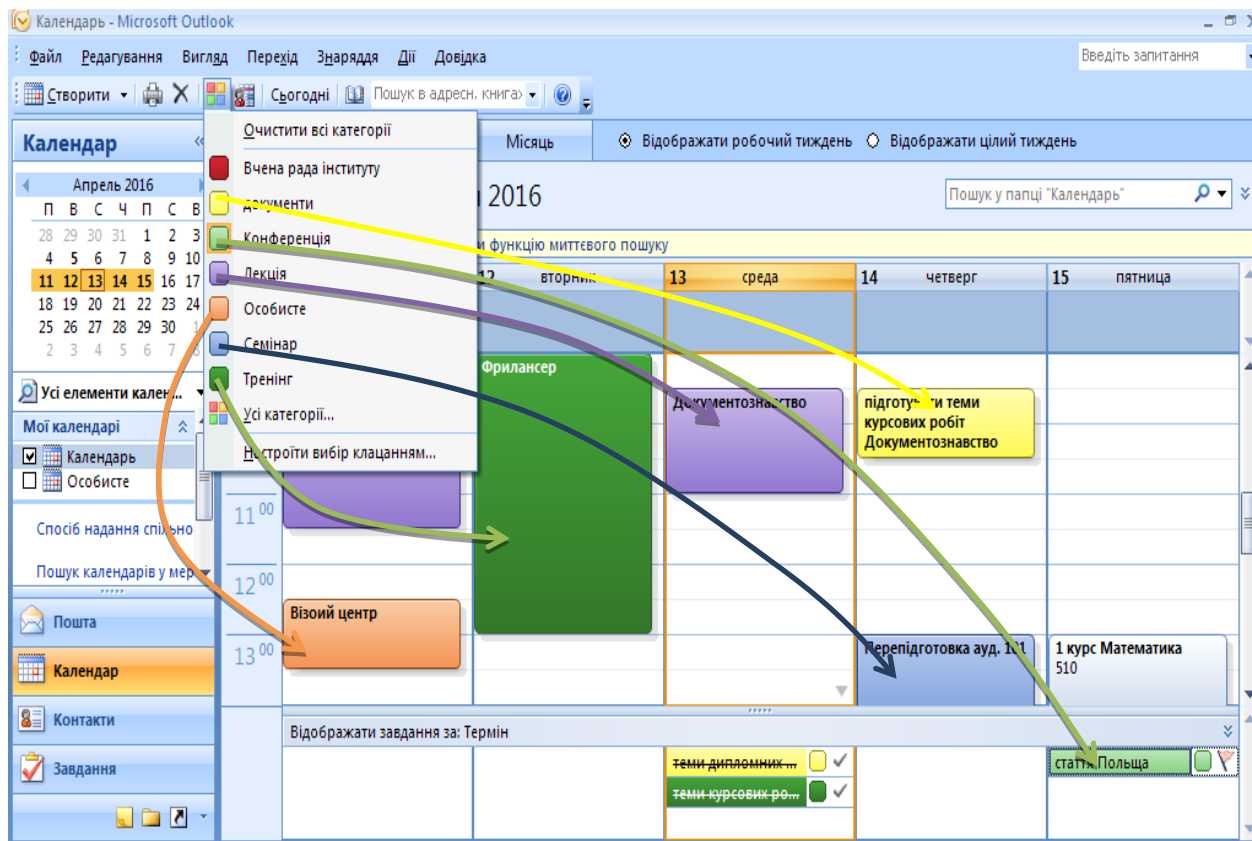 Календарь - Microsoft Outlook
Файл Редагування Вигляд Перехід Знаряддя Дії Довідка
Введіть запитання
Створити Сьогодні Пошук в адресн. книгах
Календар
Апрель 2016
П В С Ч П С В
28 29 30 31 1 2 3
4 5 6 7 8 9 10
11 12 13 14 15 16 17
18 19 20 21 22 23 24
25 26 27 28 29 30 1
2 3 4 5 6 7 8
Усі елементи кален...
Мої календарі
Календарь
Особисте
Спосіб надання спільно
Пошук календарів у мер
Пошта
Календар
Контакти
Завдання
Очистити всі категорії
Вчена рада інституту
документи
Конференція
Лекція
Особисте
Семінар
Тренінг
Усі категорії...
Настроїти вибір клацанням...
Місяць
Відображати робочий тиждень
Відображати цілий тиждень
2016
Пошук у папці "Календарь"
и функцію миттєвого пошуку
12 вторник
13 среда
14 четверг
15 пятница
11 00
12 00
13 00
Фрилансер
Документознавство
підготувати теми
курсових робіт
Документознавство
Візоий центр
Перепідготовка ауд. 101
1 курс Математика
510
Відображати завдання за: Термін
теми дипломних ...
теми курсових ро...
стаття Польща